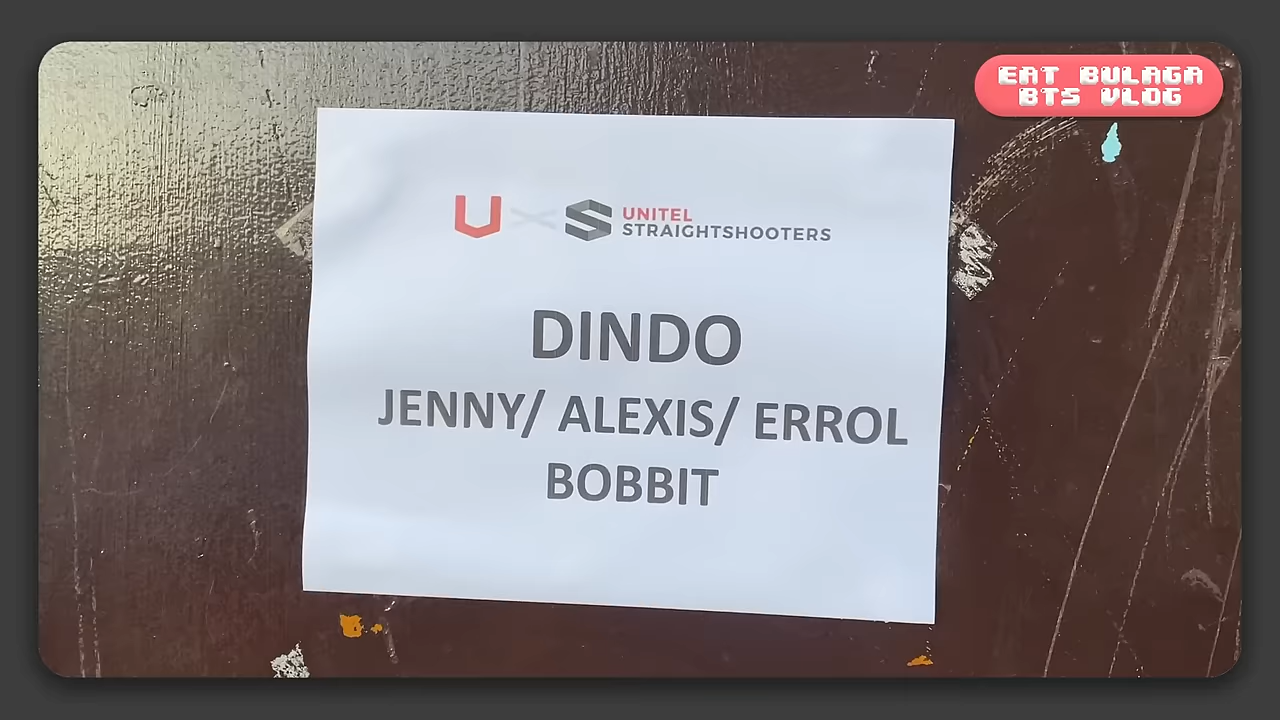 EAT BULAGA
BTS VLOG
U × S UNITEL
STRAIGHTSHOOTERS
DINDO
JENNY/ ALEXIS/ ERROL
BOBBIT